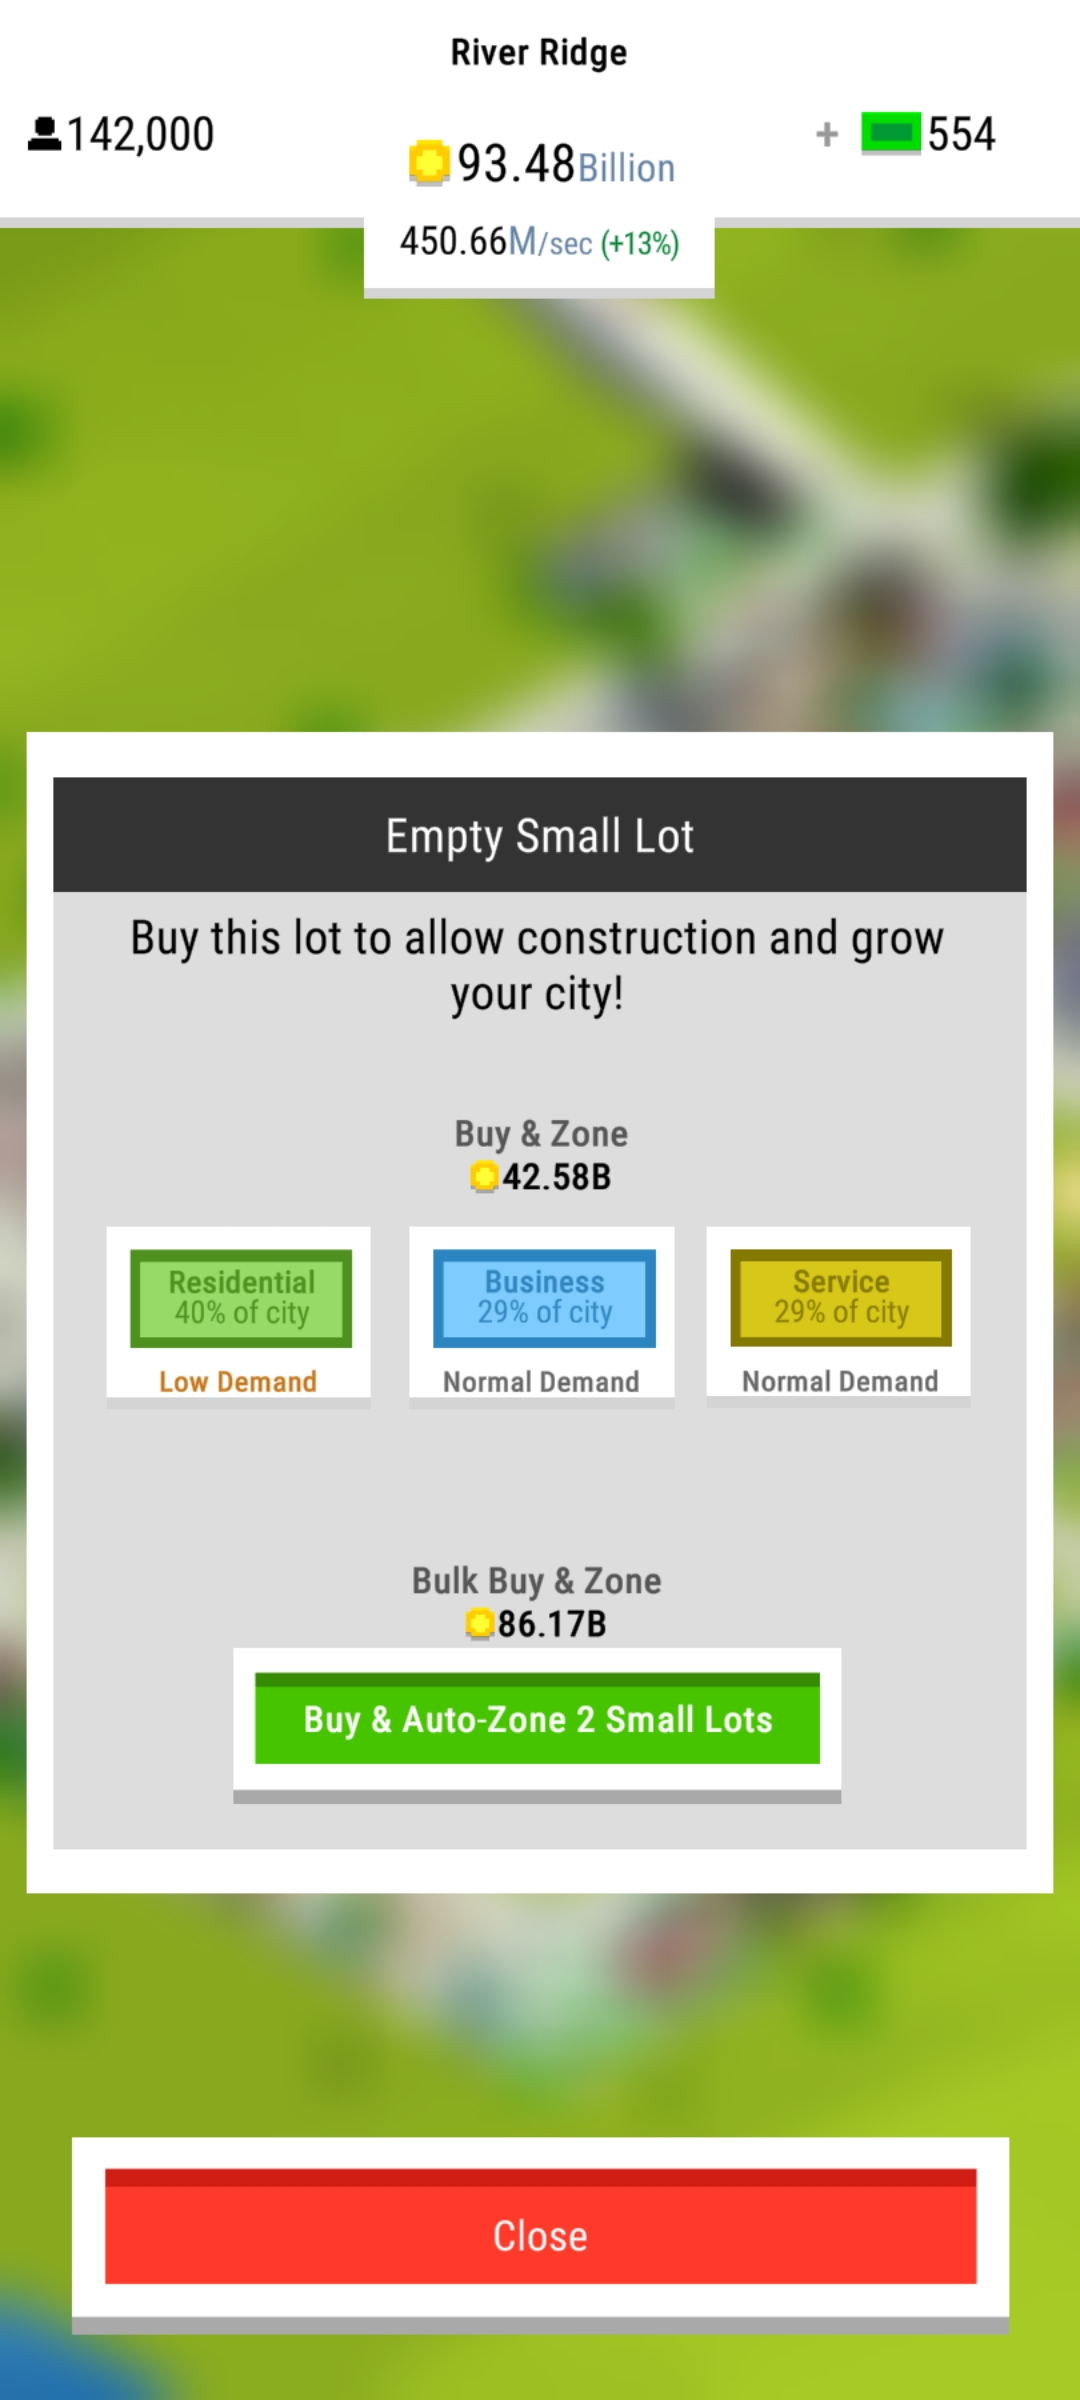 River Ridge
142,000
93.48Billion
+ 554
450.66M/sec (+13%)
Empty Small Lot
Buy this lot to allow construction and grow
your city!
Buy & Zone
42.58B
Residential
40% of city
Low Demand
Business
29% of city
Normal Demand
Service
29% of city
Normal Demand
Bulk Buy & Zone
86.17B
Buy & Auto-Zone 2 Small Lots
Close